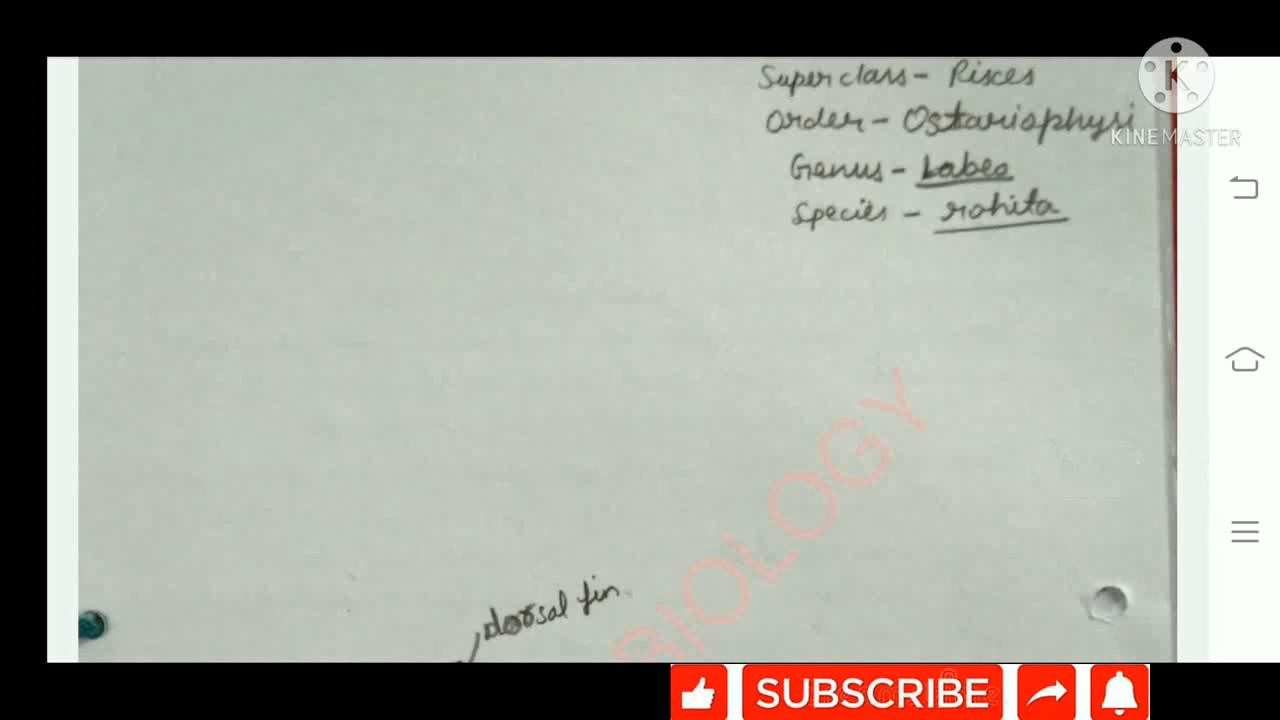 Superclass - Pisces
Order - Ostariophysi
Genus - Labeo
Species - rohita
K
KINEMASTER
BIOLOGY
dorsal fin
SUBSCRIBE